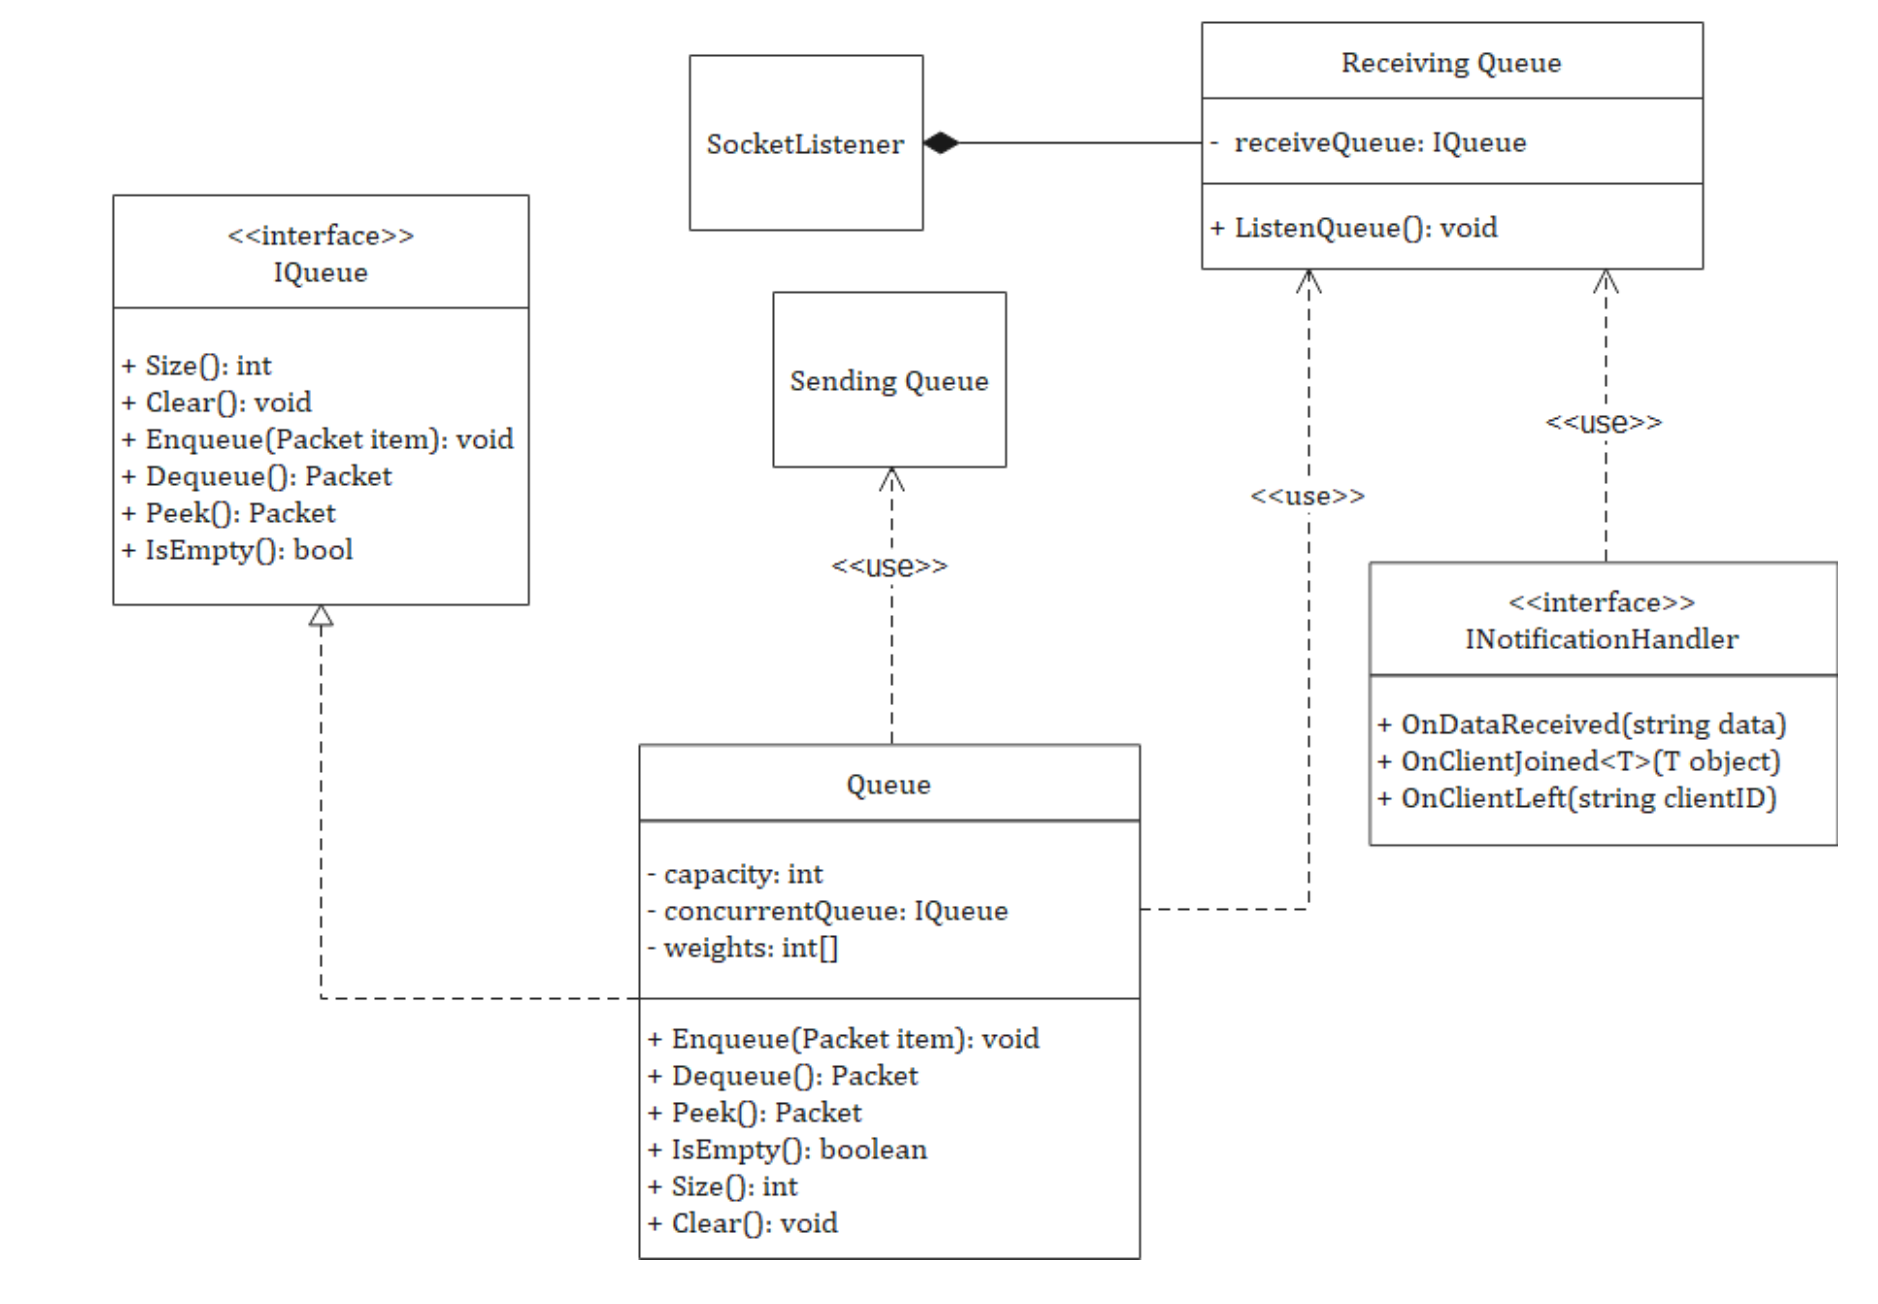 Receiving Queue
- receiveQueue: IQueue
+ ListenQueue(): void
SocketListener
<<interface>>
IQueue
+ Size(): int
+ Clear(): void
+ Enqueue(Packet item): void
+ Dequeue(): Packet
+ Peek(): Packet
+ IsEmpty(): bool
Sending Queue
<<use>>
<<use>>
<<use>>
<<interface>>
INotificationHandler
+ OnDataReceived(string data)
+ OnClientJoined<T>(T object)
+ OnClientLeft(string clientID)
Queue
- capacity: int
- concurrentQueue: IQueue
- weights: int[]
+ Enqueue(Packet item): void
+ Dequeue(): Packet
+ Peek(): Packet
+ IsEmpty(): boolean
+ Size(): int
+ Clear(): void